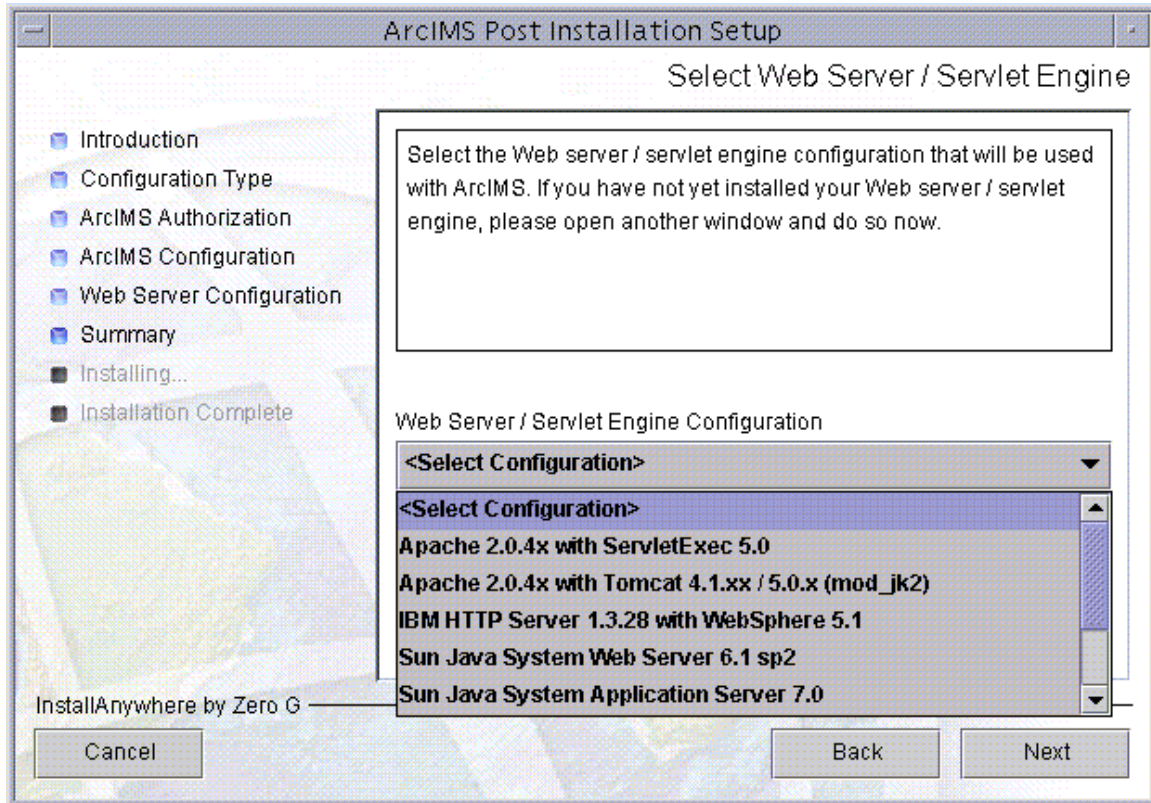 ArcIMS Post Installation Setup
Select Web Server / Servlet Engine
Introduction
Configuration Type
ArcIMS Authorization
ArcIMS Configuration
Web Server Configuration
Summary
Installing...
Installation Complete
Select the Web server / servlet engine configuration that will be used
with ArcIMS. If you have not yet installed your Web server / servlet
engine, please open another window and do so now.
Web Server / Servlet Engine Configuration
<Select Configuration>
<Select Configuration>
Apache 2.0.4x with ServletExec 5.0
Apache 2.0.4x with Tomcat 4.1.xx / 5.0.x (mod_jk2)
IBM HTTP Server 1.3.28 with WebSphere 5.1
Sun Java System Web Server 6.1 sp2
Sun Java System Application Server 7.0
InstallAnywhere by Zero G
Cancel
Back
Next